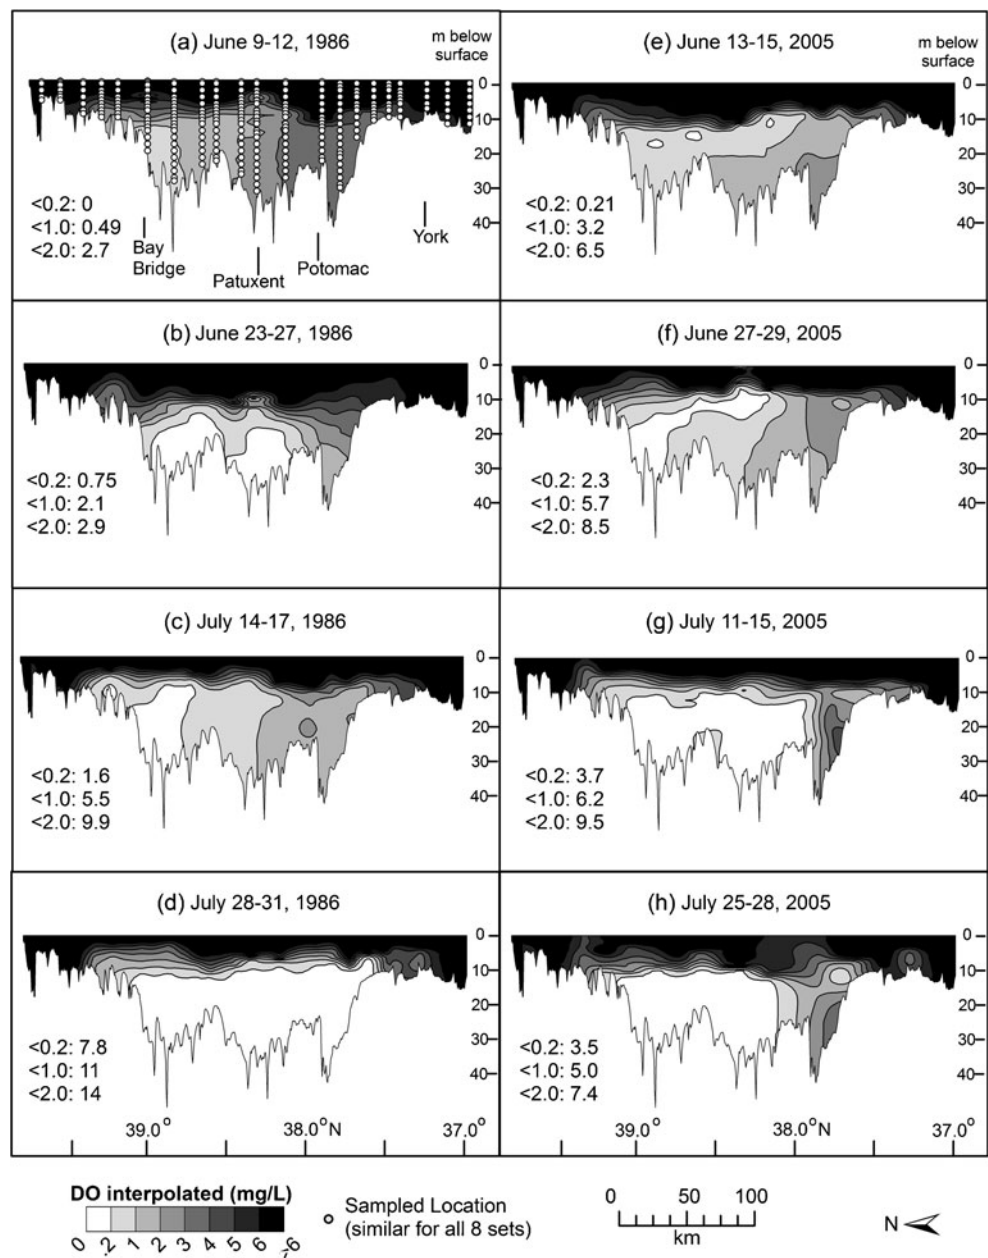 (a) June 9-12, 1986
m below
surface
0
10
20
30
40
<0.2: 0
<1.0: 0.49
<2.0: 2.7
Bay
Bridge
Patuxent
Potomac
York
(e) June 13-15, 2005
m below
surface
0
10
20
30
40
<0.2: 0.21
<1.0: 3.2
<2.0: 6.5
(b) June 23-27, 1986
0
10
20
30
40
<0.2: 0.75
<1.0: 2.1
<2.0: 2.9
(f) June 27-29, 2005
0
10
20
30
40
<0.2: 2.3
<1.0: 5.7
<2.0: 8.5
(c) July 14-17, 1986
0
10
20
30
40
<0.2: 1.6
<1.0: 5.5
<2.0: 9.9
(g) July 11-15, 2005
0
10
20
30
40
<0.2: 3.7
<1.0: 6.2
<2.0: 9.5
(d) July 28-31, 1986
0
10
20
30
40
<0.2: 7.8
<1.0: 11
<2.0: 14
39.0° 38.0°N 37.0°
(h) July 25-28, 2005
0
10
20
30
40
<0.2: 3.5
<1.0: 5.0
<2.0: 7.4
39.0° 38.0°N 37.0°
DO interpolated (mg/L)
0 .2 1 2 3 4 5 6 >6
Sampled Location
(similar for all 8 sets)
0 50 100
km
N